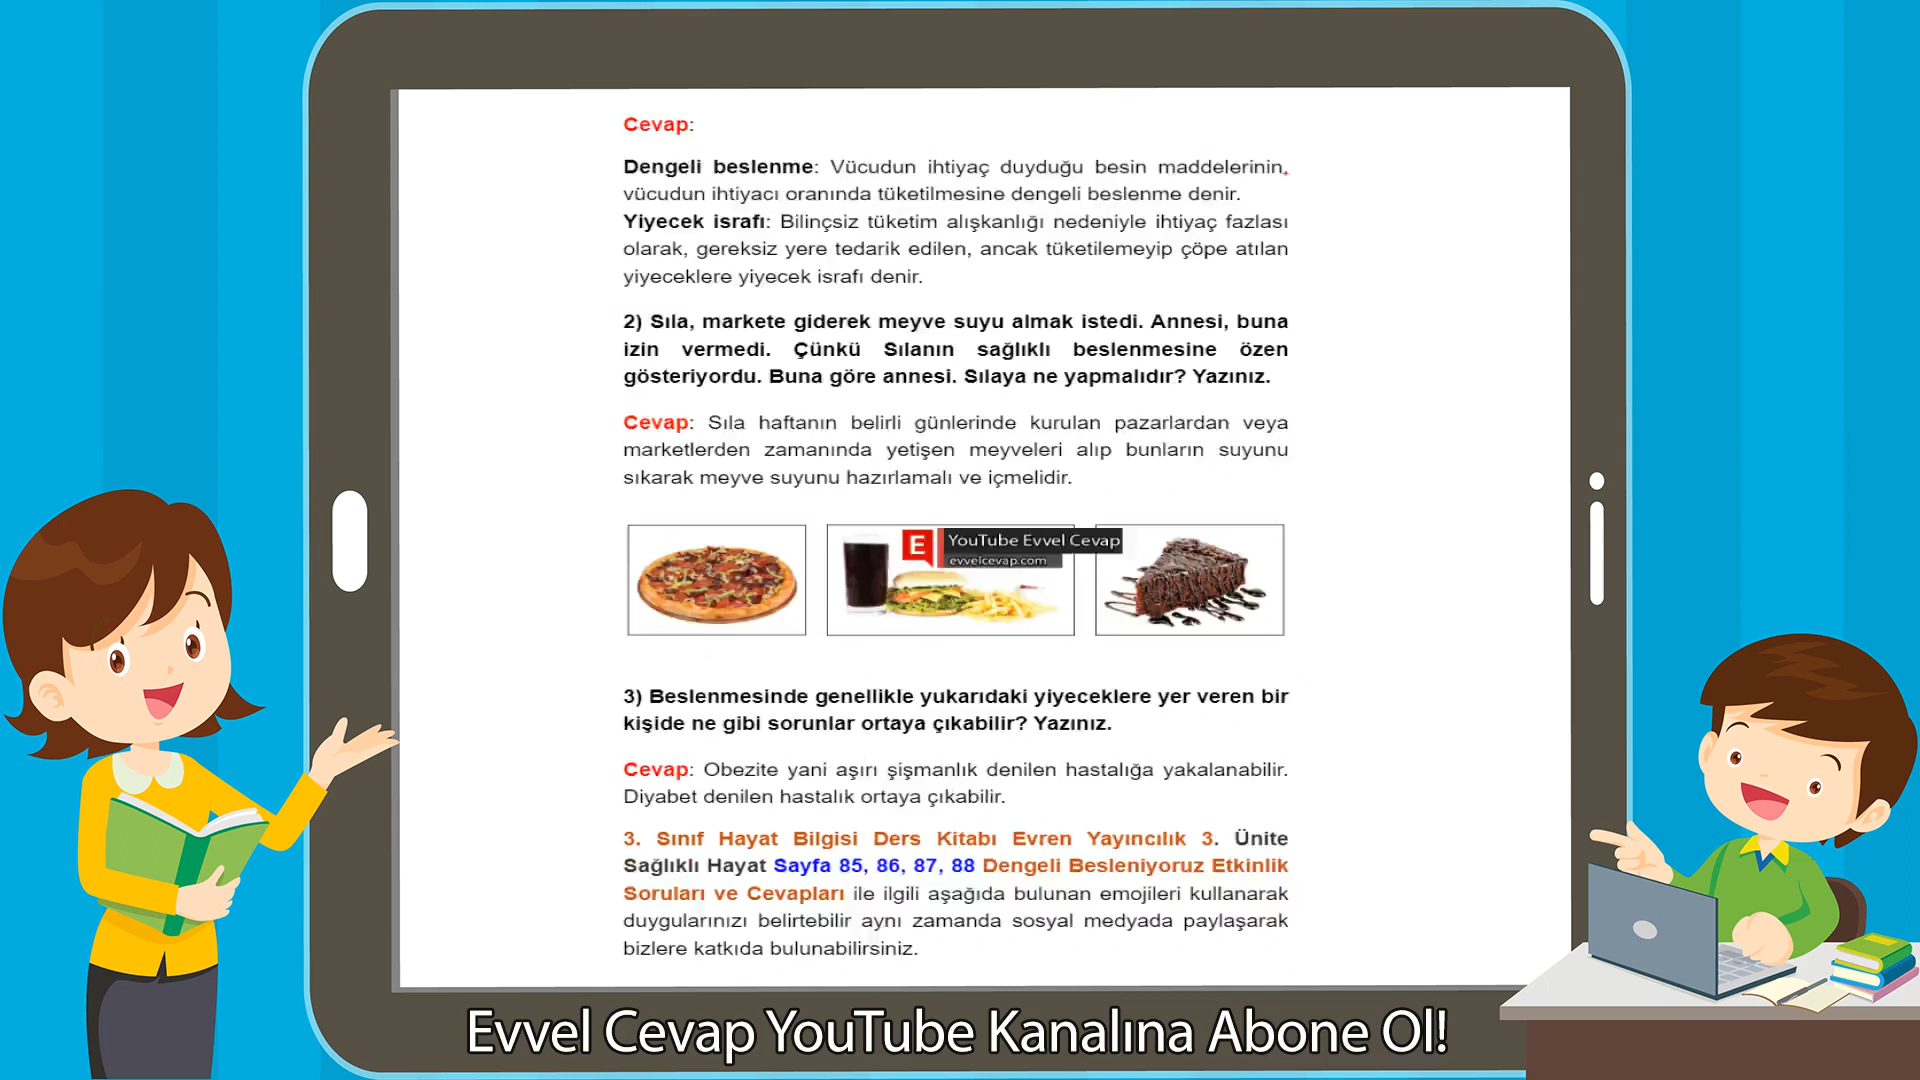 Cevap:
Dengeli beslenme: Vücudun ihtiyaç duyduğu besin maddelerinin,
vücudun ihtiyacı oranında tüketilmesine dengeli beslenme denir.
Yiyecek israfı: Bilinçsiz tüketim alışkanlığı nedeniyle ihtiyaç fazlası
olarak, gereksiz yere tedarik edilen, ancak tüketilemeyip çöpe atılan
yiyeceklere yiyecek israfı denir.
2) Sıla, markete giderek meyve suyu almak istedi. Annesi, buna
izin vermedi. Çünkü Sılanın sağlıklı beslenmesine özen
gösteriyordu. Buna göre annesi. Sılaya ne yapmalıdır? Yazınız.
Cevap: Sıla haftanın belirli günlerinde kurulan pazarlardan veya
marketlerden zamanında yetişen meyveleri alıp bunların suyunu
sıkarak meyve suyunu hazırlamalı ve içmelidir.
E YouTube Evvel Cevap
evvelcevap.com
3) Beslenmesinde genellikle yukarıdaki yiyeceklere yer veren bir
kişide ne gibi sorunlar ortaya çıkabilir? Yazınız.
Cevap: Obezite yani aşırı şişmanlık denilen hastalığa yakalanabilir.
Diyabet denilen hastalık ortaya çıkabilir.
3. Sınıf Hayat Bilgisi Ders Kitabı Evren Yayıncılık 3. Ünite
Sağlıklı Hayat Sayfa 85, 86, 87, 88 Dengeli Besleniyoruz Etkinlik
Soruları ve Cevapları ile ilgili aşağıda bulunan emojileri kullanarak
duygularınızı belirtebilir aynı zamanda sosyal medyada paylaşarak
bizlere katkıda bulunabilirsiniz.
Evvel Cevap YouTube Kanalına Abone Ol!